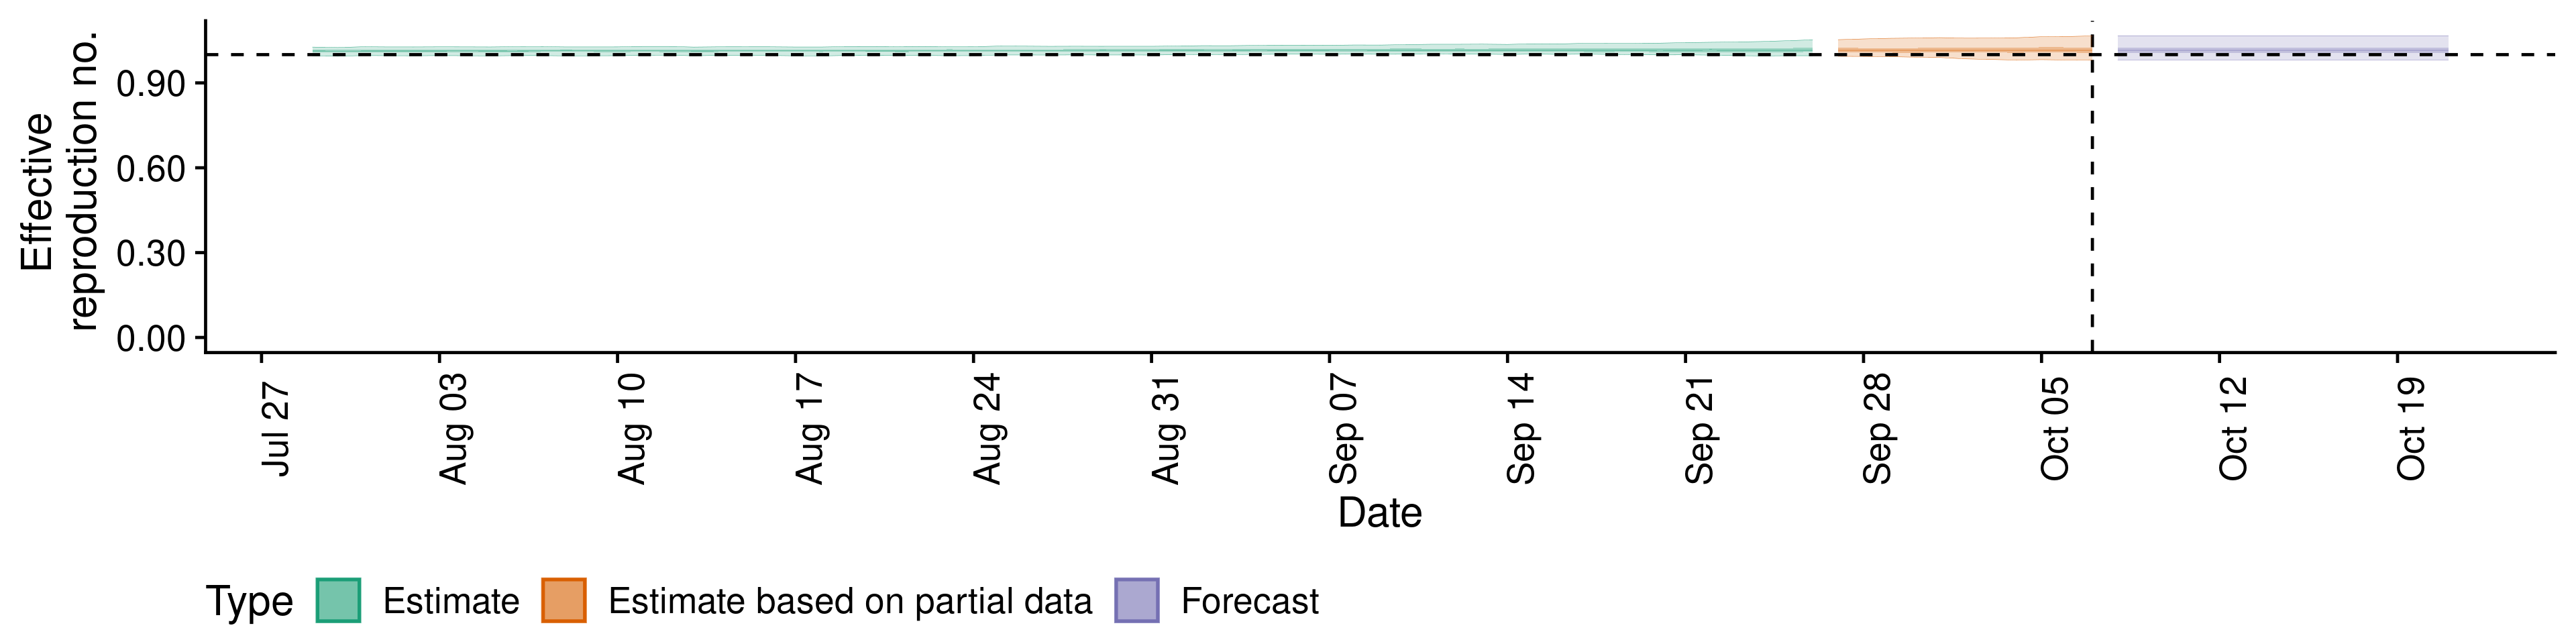 Effective
reproduction no.
0.90
0.60
0.30
0.00
Jul 27
Aug 03
Aug 10
Aug 17
Aug 24
Aug 31
Sep 07
Sep 14
Sep 21
Sep 28
Oct 05
Oct 12
Oct 19
Date
Type Estimate Estimate based on partial data Forecast